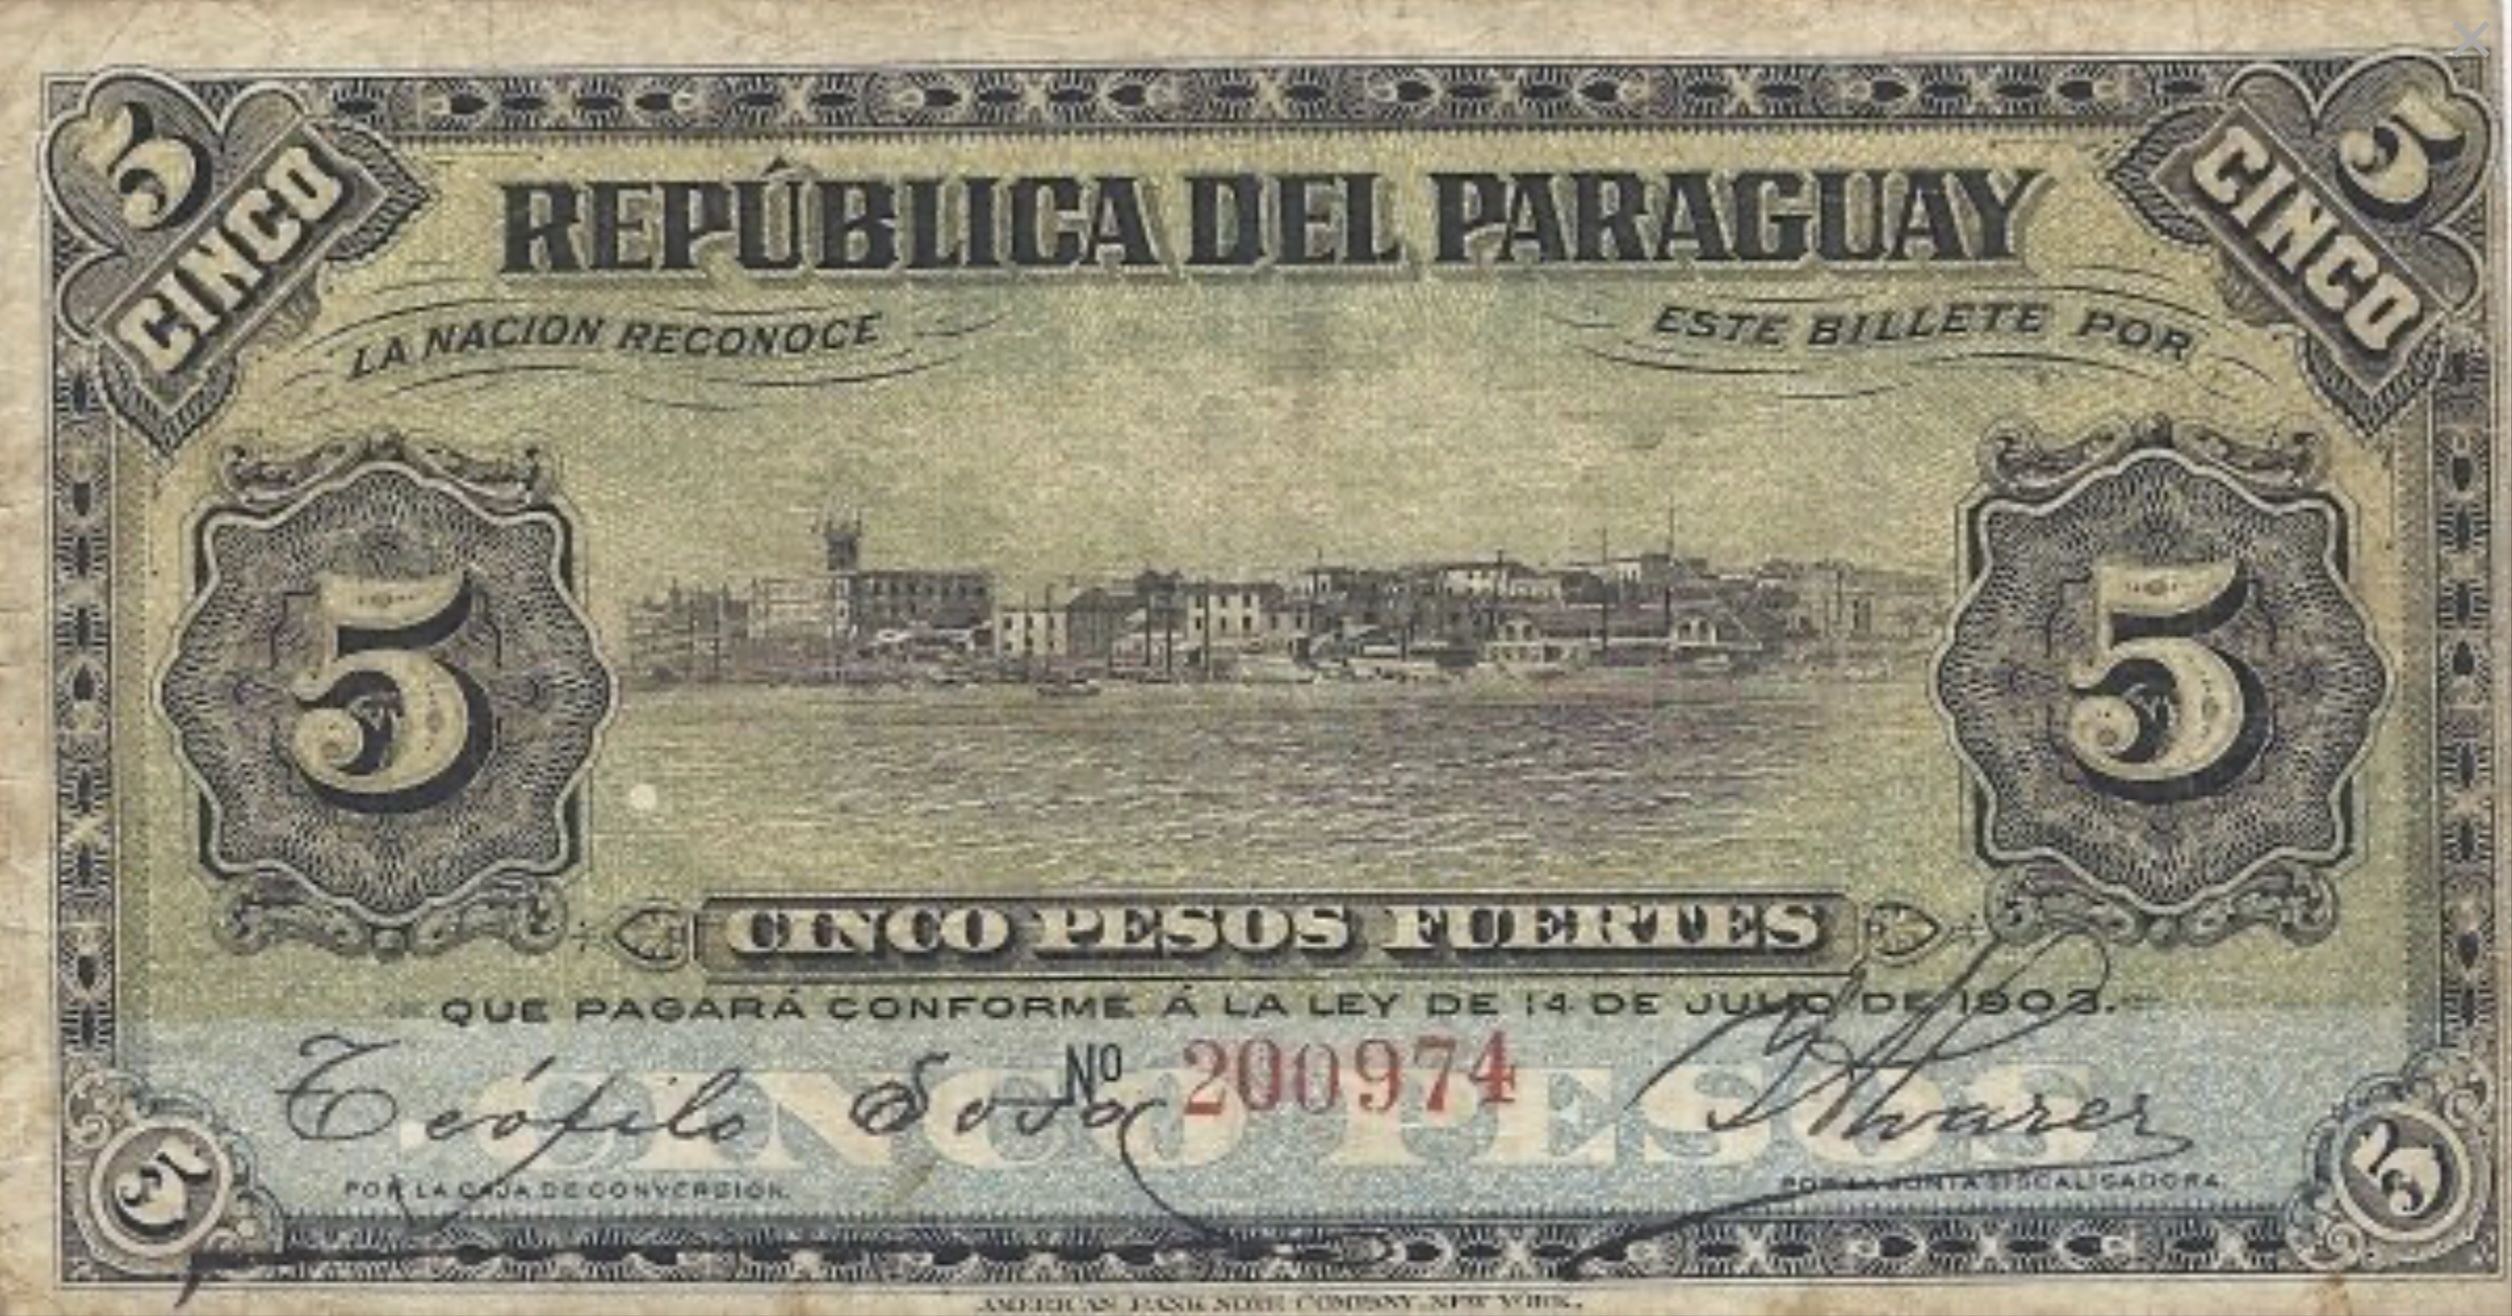 5 5
CINCO CINCO
REPÚBLICA DEL PARAGUAY
LA NACION RECONOCE ESTE BILLETE POR
5 5
CINCO PESOS FUERTES
QUE PAGARÁ CONFORME Á LA LEY DE 14 DE JULIO DE 1903.
Teófilo Sosa Nº 200974 Alvarez
CINCO PESOS
POR LA CAJA DE CONVERSION. POR LA JUNTA FISCALISADORA.
5 5
AMERICAN BANK NOTE COMPANY, NEW YORK.